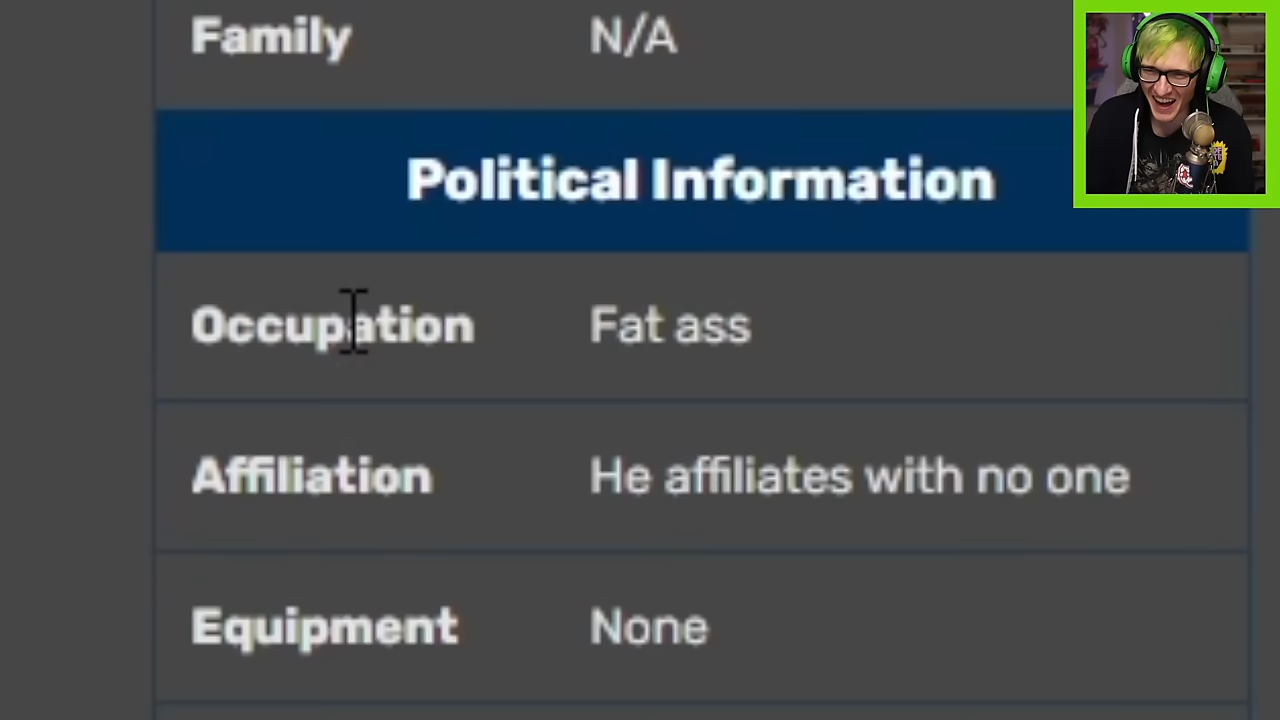 Family N/A
Political Information
Occupation Fat ass
Affiliation He affiliates with no one
Equipment None